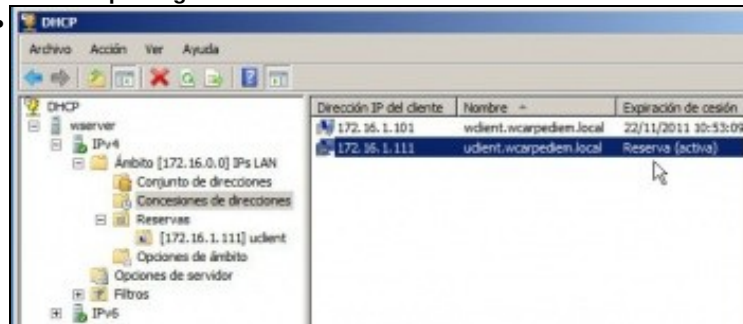 DHCP
Archivo Acción Ver Ayuda
DHCP
wserver
IPv4
Ámbito [172.16.0.0] IPs LAN
Conjunto de direcciones
Concesiones de direcciones
Reservas
[172.16.1.111] uclient
Opciones de ámbito
Opciones de servidor
Filtros
IPv6
Dirección IP del cliente Nombre Expiración de cesión
172.16.1.101 wclient.wcarpediem.local 22/11/2011 10:53:09
172.16.1.111 uclient.wcarpediem.local Reserva (activa)